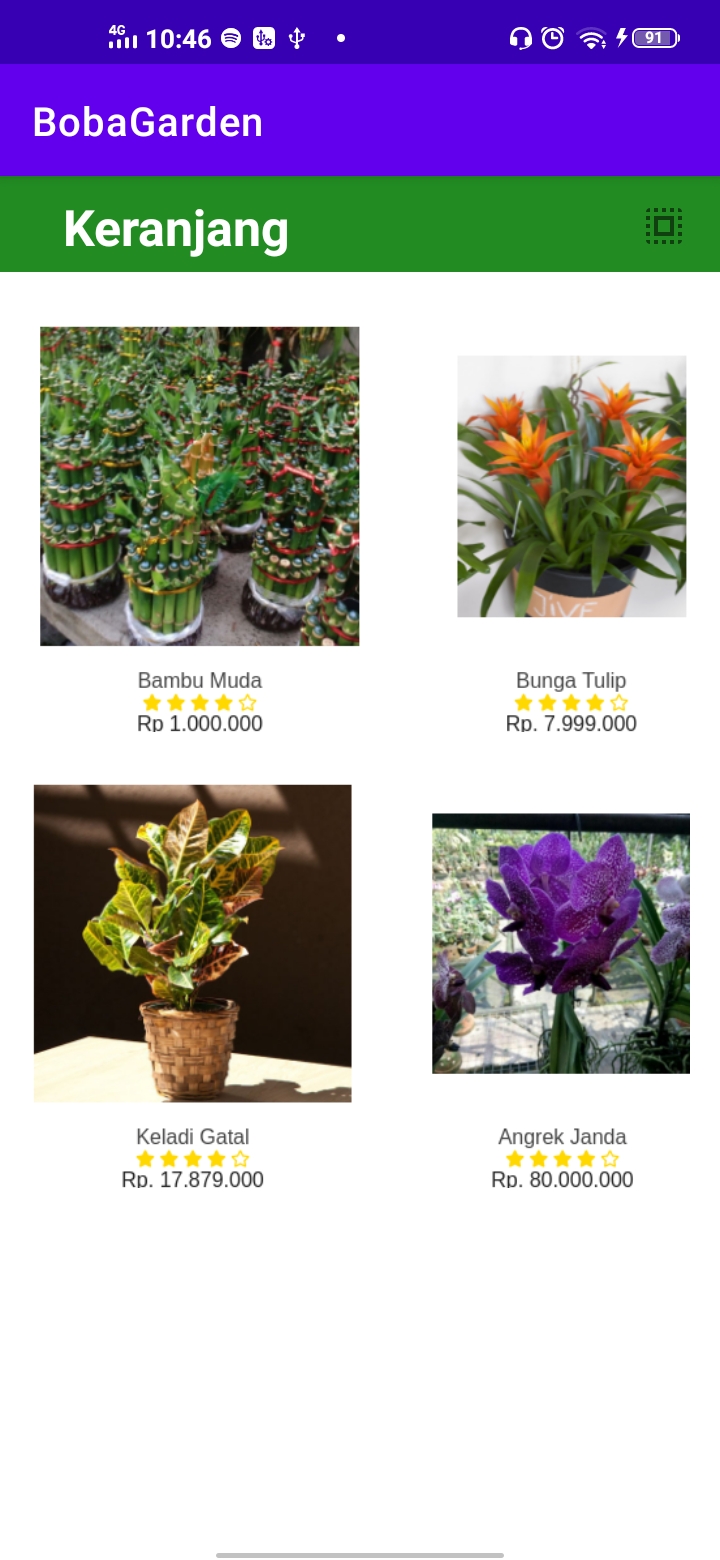 4G 10:46 91
BobaGarden
Keranjang
JiVE
Bambu Muda
Rp 1.000.000
Bunga Tulip
Rp. 7.999.000
Keladi Gatal
Rp. 17.879.000
Angrek Janda
Rp. 80.000.000